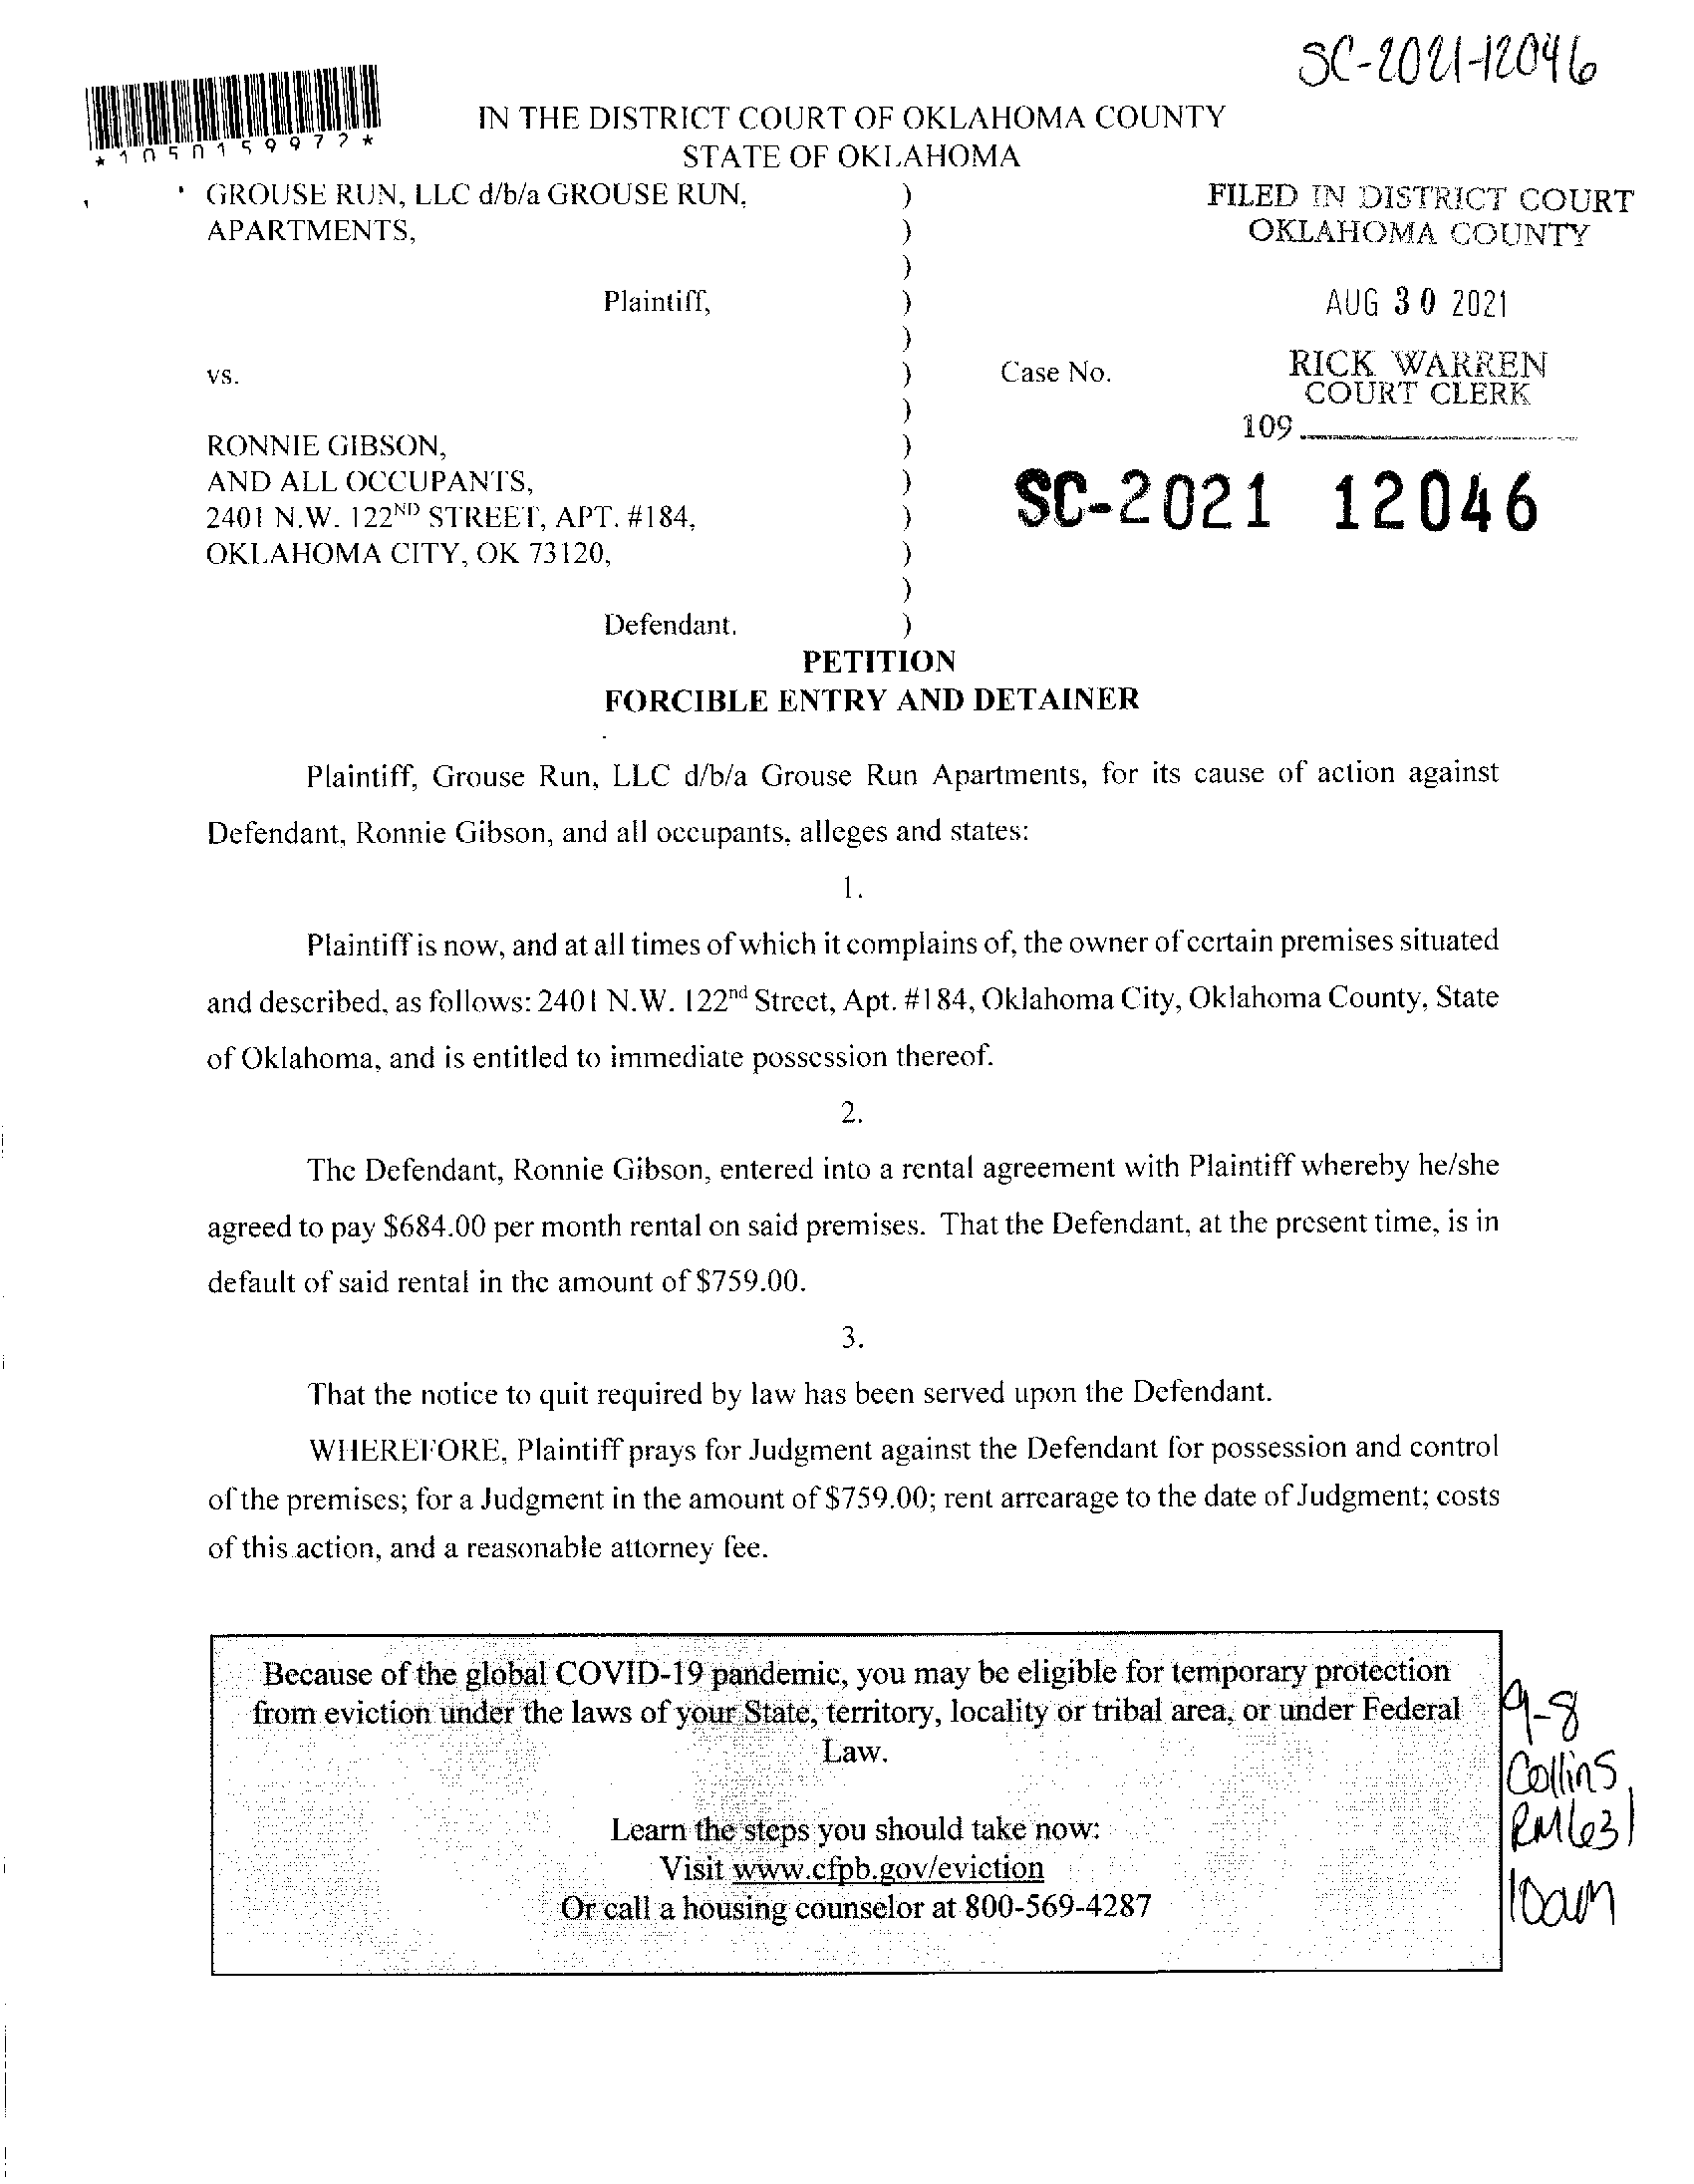 SC-2021-12046
*1050159977*
IN THE DISTRICT COURT OF OKLAHOMA COUNTY
STATE OF OKLAHOMA
GROUSE RUN, LLC d/b/a GROUSE RUN, )
APARTMENTS, )
)
Plaintiff, )
)
vs. )
)
RONNIE GIBSON, )
AND ALL OCCUPANTS, )
2401 N.W. 122ND STREET, APT. #184, )
OKLAHOMA CITY, OK 73120, )
)
Defendant. )
FILED IN DISTRICT COURT
OKLAHOMA COUNTY
AUG 30 2021
RICK WARREN
COURT CLERK
109
Case No.
SC-2021 12046
PETITION
FORCIBLE ENTRY AND DETAINER
Plaintiff, Grouse Run, LLC d/b/a Grouse Run Apartments, for its cause of action against
Defendant, Ronnie Gibson, and all occupants, alleges and states:
1.
Plaintiff is now, and at all times of which it complains of, the owner of certain premises situated
and described, as follows: 2401 N.W. 122nd Street, Apt. #184, Oklahoma City, Oklahoma County, State
of Oklahoma, and is entitled to immediate possession thereof.
2.
The Defendant, Ronnie Gibson, entered into a rental agreement with Plaintiff whereby he/she
agreed to pay $684.00 per month rental on said premises. That the Defendant, at the present time, is in
default of said rental in the amount of $759.00.
3.
That the notice to quit required by law has been served upon the Defendant.
WHEREFORE, Plaintiff prays for Judgment against the Defendant for possession and control
of the premises; for a Judgment in the amount of $759.00; rent arrearage to the date of Judgment; costs
of this action, and a reasonable attorney fee.
Because of the global COVID-19 pandemic, you may be eligible for temporary protection
from eviction under the laws of your State, territory, locality or tribal area, or under Federal
Law.
Learn the steps you should take now:
Visit www.cfpb.gov/eviction
Or call a housing counselor at 800-569-4287
9-8
Collins
RM631
10am